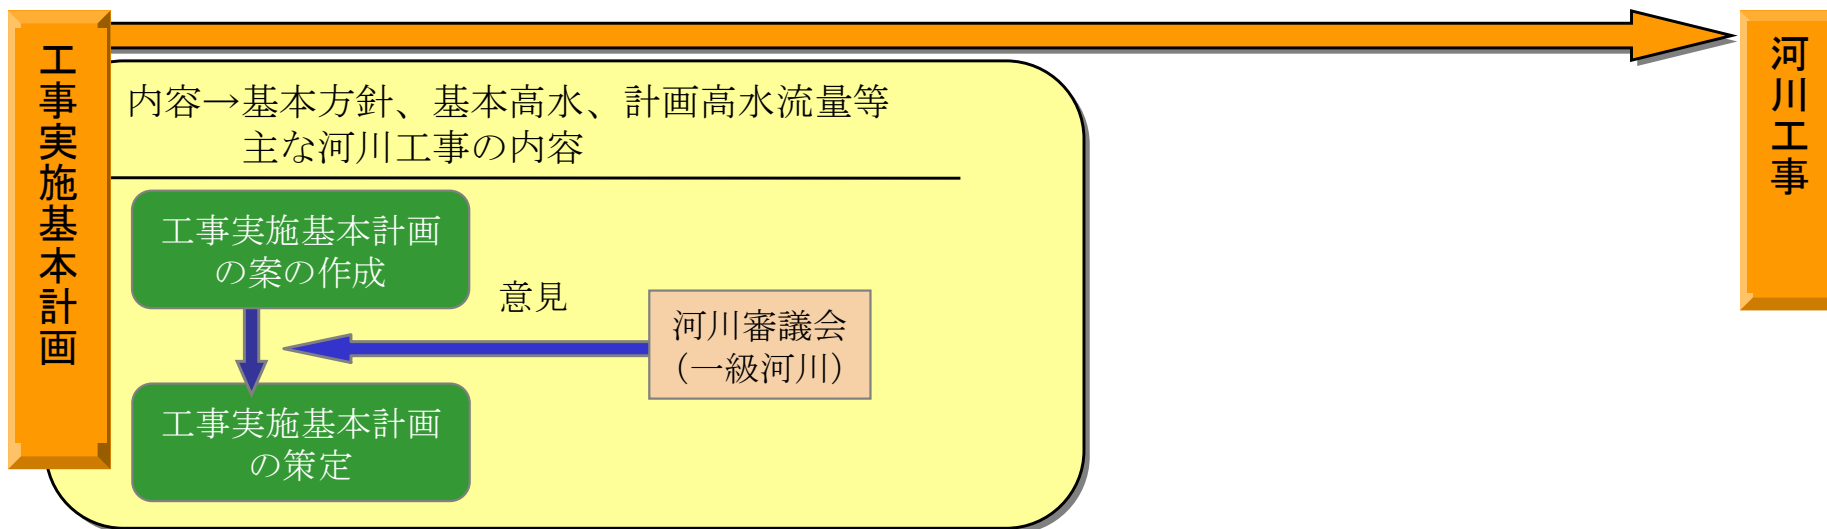 工事実施基本計画
内容→基本方針、基本高水、計画高水流量等
主な河川工事の内容
工事実施基本計画
の案の作成
意見
河川審議会
(一級河川)
工事実施基本計画
の策定
河川工事